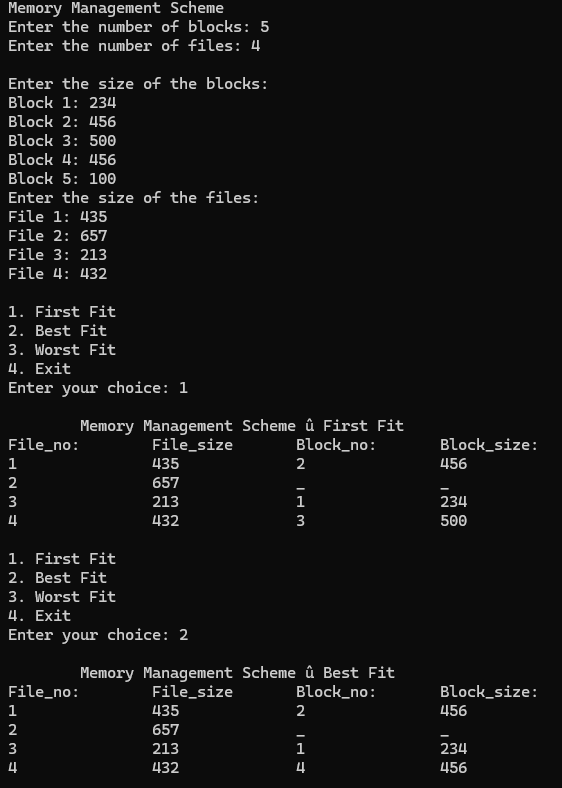 Memory Management Scheme
Enter the number of blocks: 5
Enter the number of files: 4
Enter the size of the blocks:
Block 1: 234
Block 2: 456
Block 3: 500
Block 4: 456
Block 5: 100
Enter the size of the files:
File 1: 435
File 2: 657
File 3: 213
File 4: 432
1. First Fit
2. Best Fit
3. Worst Fit
4. Exit
Enter your choice: 1
Memory Management Scheme û First Fit
File_no: File_size Block_no: Block_size:
1 435 2 456
2 657 _ _
3 213 1 234
4 432 3 500
1. First Fit
2. Best Fit
3. Worst Fit
4. Exit
Enter your choice: 2
Memory Management Scheme û Best Fit
File_no: File_size Block_no: Block_size:
1 435 2 456
2 657 _ _
3 213 1 234
4 432 4 456